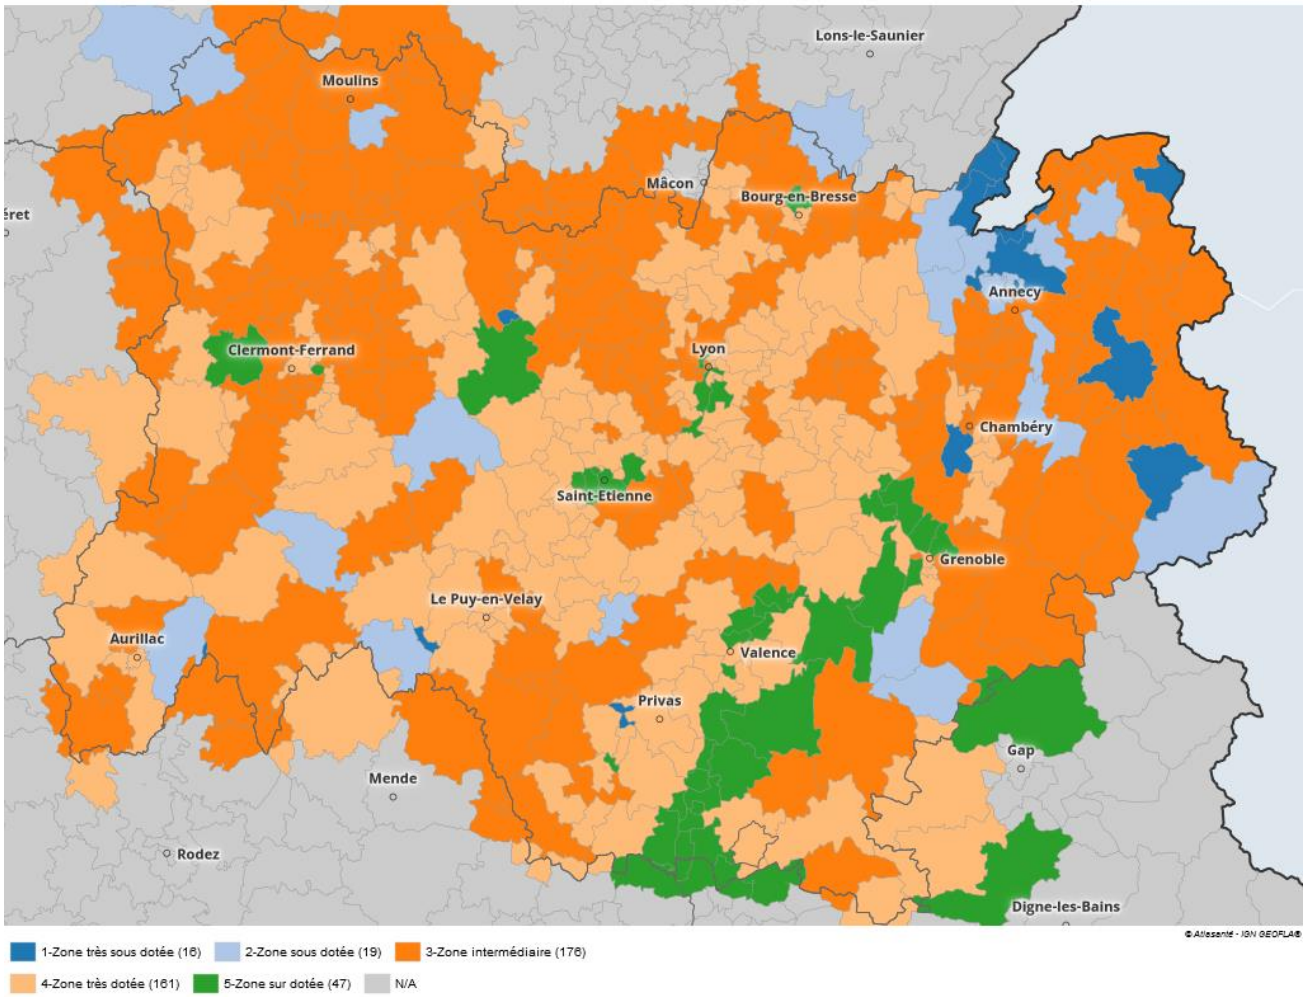 Lons-le-Saunier
Moulins
Mâcon
Bourg-en-Bresse
éret
Annecy
Clermont-Ferrand
Lyon
Chambéry
Saint-Etienne
Grenoble
Le Puy-en-Velay
Aurillac
Valence
Privas
Gap
Mende
Rodez
Digne-les-Bains
© Atlasanté - IGN GEOFLA®
1-Zone très sous dotée (16) 2-Zone sous dotée (19) 3-Zone intermédiaire (176)
4-Zone très dotée (161) 5-Zone sur dotée (47) N/A